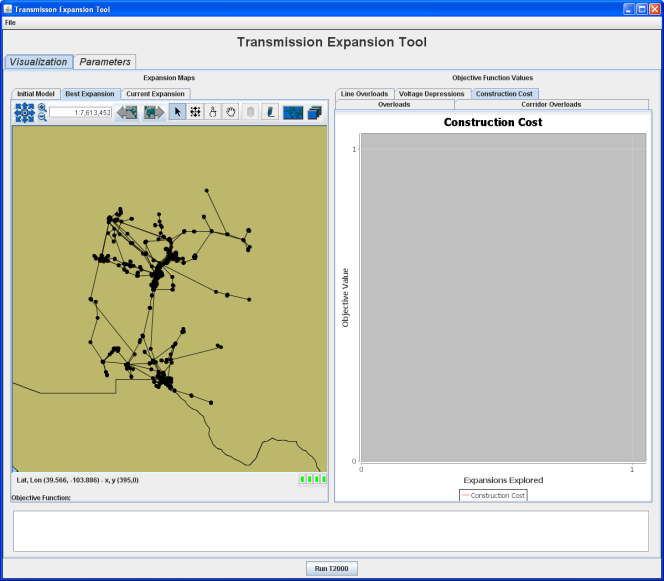 Transmisson Expansion Tool
File
Transmission Expansion Tool
Visualization Parameters
Expansion Maps
Initial Model Best Expansion Current Expansion
1:7,613,452
Lat, Lon (39.566, -103.886) - x, y (395,0)
Objective Function:
Objective Function Values
Line Overloads Voltage Depressions Construction Cost
Overloads Corridor Overloads
Construction Cost
1
Objective Value
0
0 1
Expansions Explored
Construction Cost
Run T2000